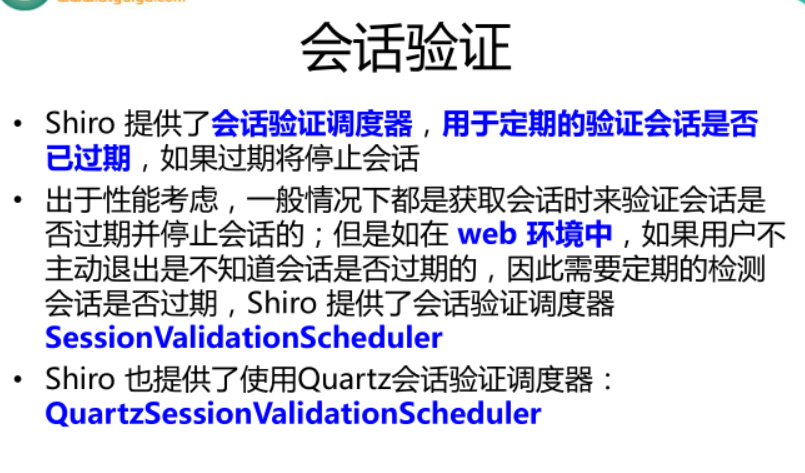 会话验证
• Shiro 提供了会话验证调度器，用于定期的验证会话是否
已过期，如果过期将停止会话
• 出于性能考虑，一般情况下都是获取会话时来验证会话是
否过期并停止会话的；但是如在 web 环境中，如果用户不
主动退出是不知道会话是否过期的，因此需要定期的检测
会话是否过期，Shiro 提供了会话验证调度器
SessionValidationScheduler
• Shiro 也提供了使用Quartz会话验证调度器：
QuartzSessionValidationScheduler